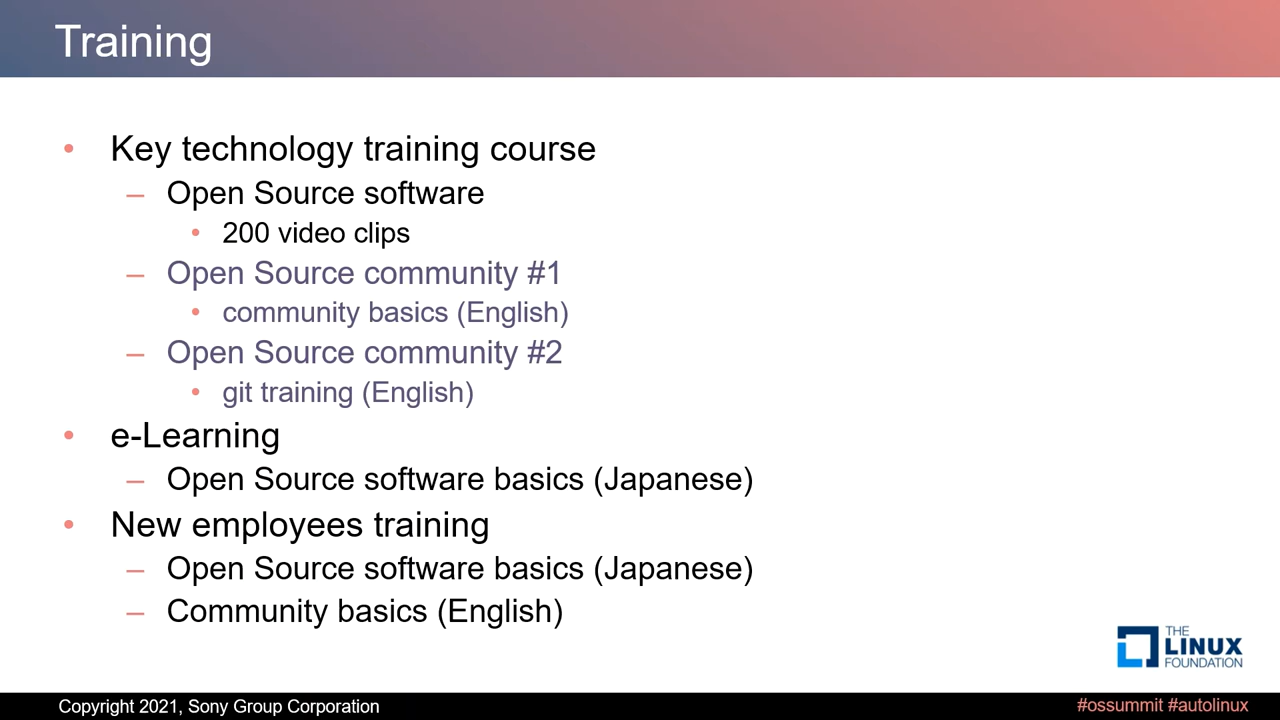 Training
• Key technology training course
– Open Source software
• 200 video clips
– Open Source community #1
• community basics (English)
– Open Source community #2
• git training (English)
• e-Learning
– Open Source software basics (Japanese)
• New employees training
– Open Source software basics (Japanese)
– Community basics (English)
THE
LINUX
FOUNDATION
Copyright 2021, Sony Group Corporation
#ossummit #autolinux